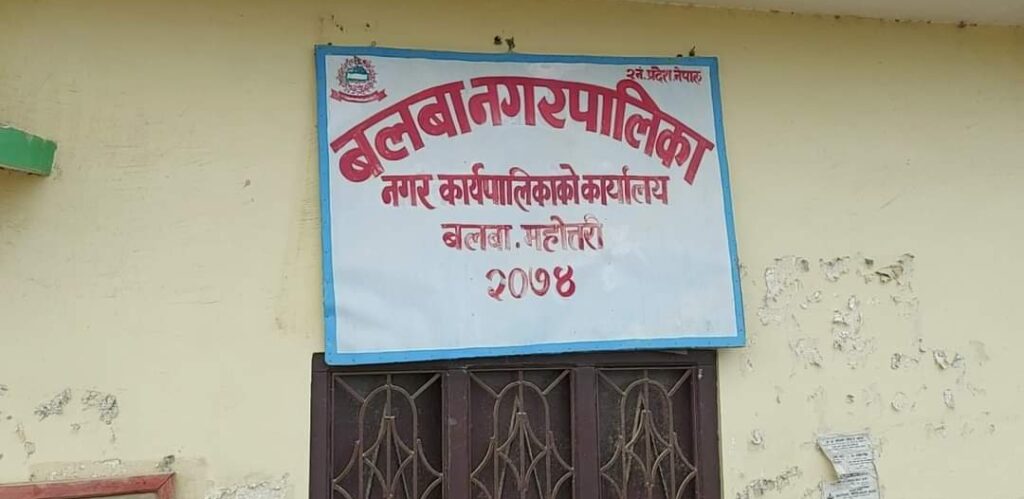 २नं. प्रदेश नेपाल
बलबा नगरपालिका
नगर कार्यपालिकाको कार्यालय
बलबा. महोत्तरी
२०७४